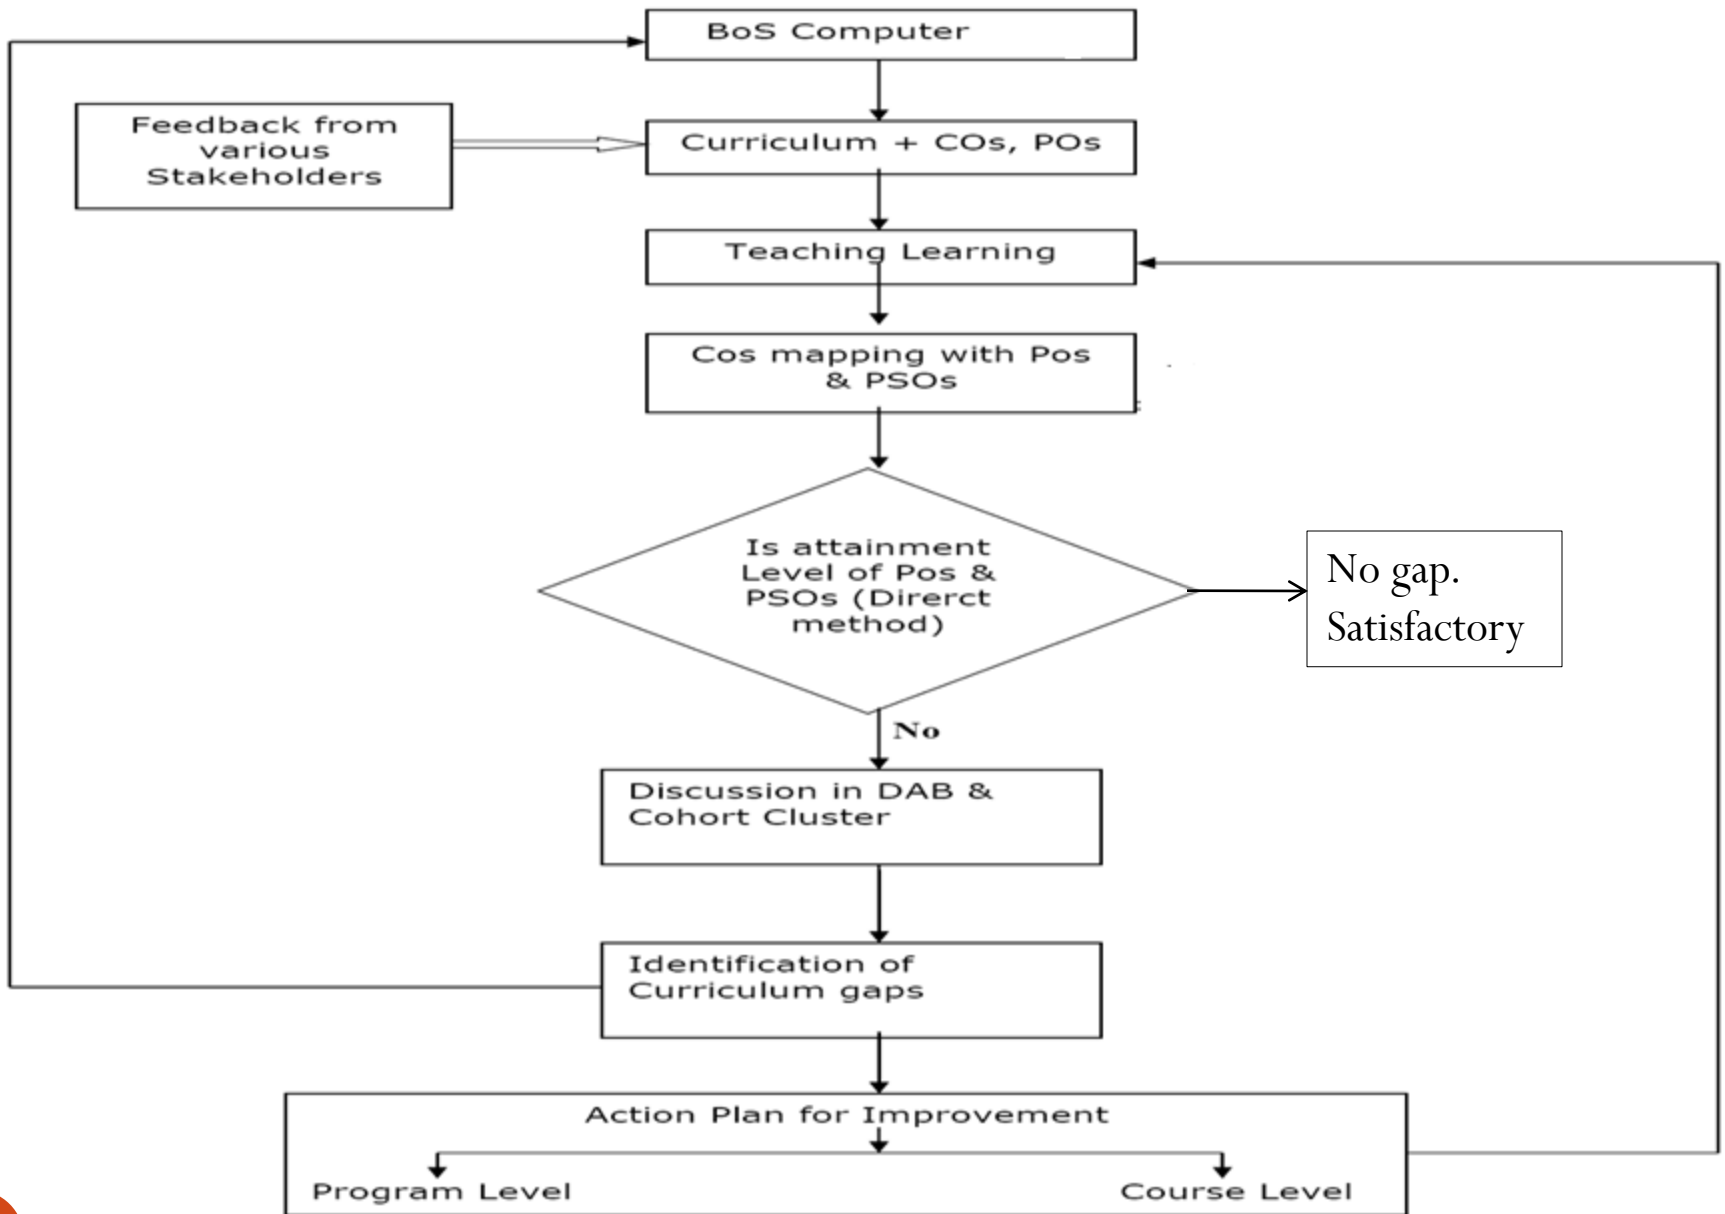 BoS Computer
Feedback from
various
Stakeholders
Curriculum + COs, POs
Teaching Learning
Cos mapping with Pos
& PSOs
Is attainment
Level of Pos &
PSOs (Direrct
method)
No gap.
Satisfactory
No
Discussion in DAB &
Cohort Cluster
Identification of
Curriculum gaps
Action Plan for Improvement
Program Level
Course Level